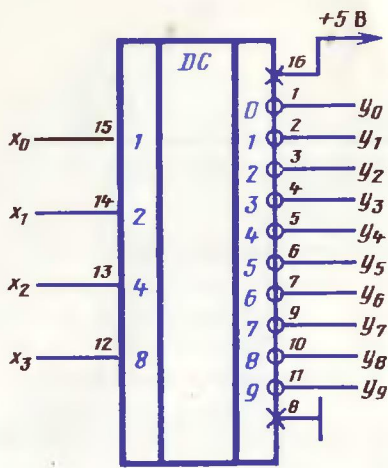 +5 В
DC
16
0 1 y₀
x₀ 15 1
1 2 y₁
2 3 y₂
x₁ 14 2
3 4 y₃
4 5 y₄
5 6 y₅
x₂ 13 4
6 7 y₆
7 9 y₇
x₃ 12 8
8 10 y₈
9 11 y₉
8